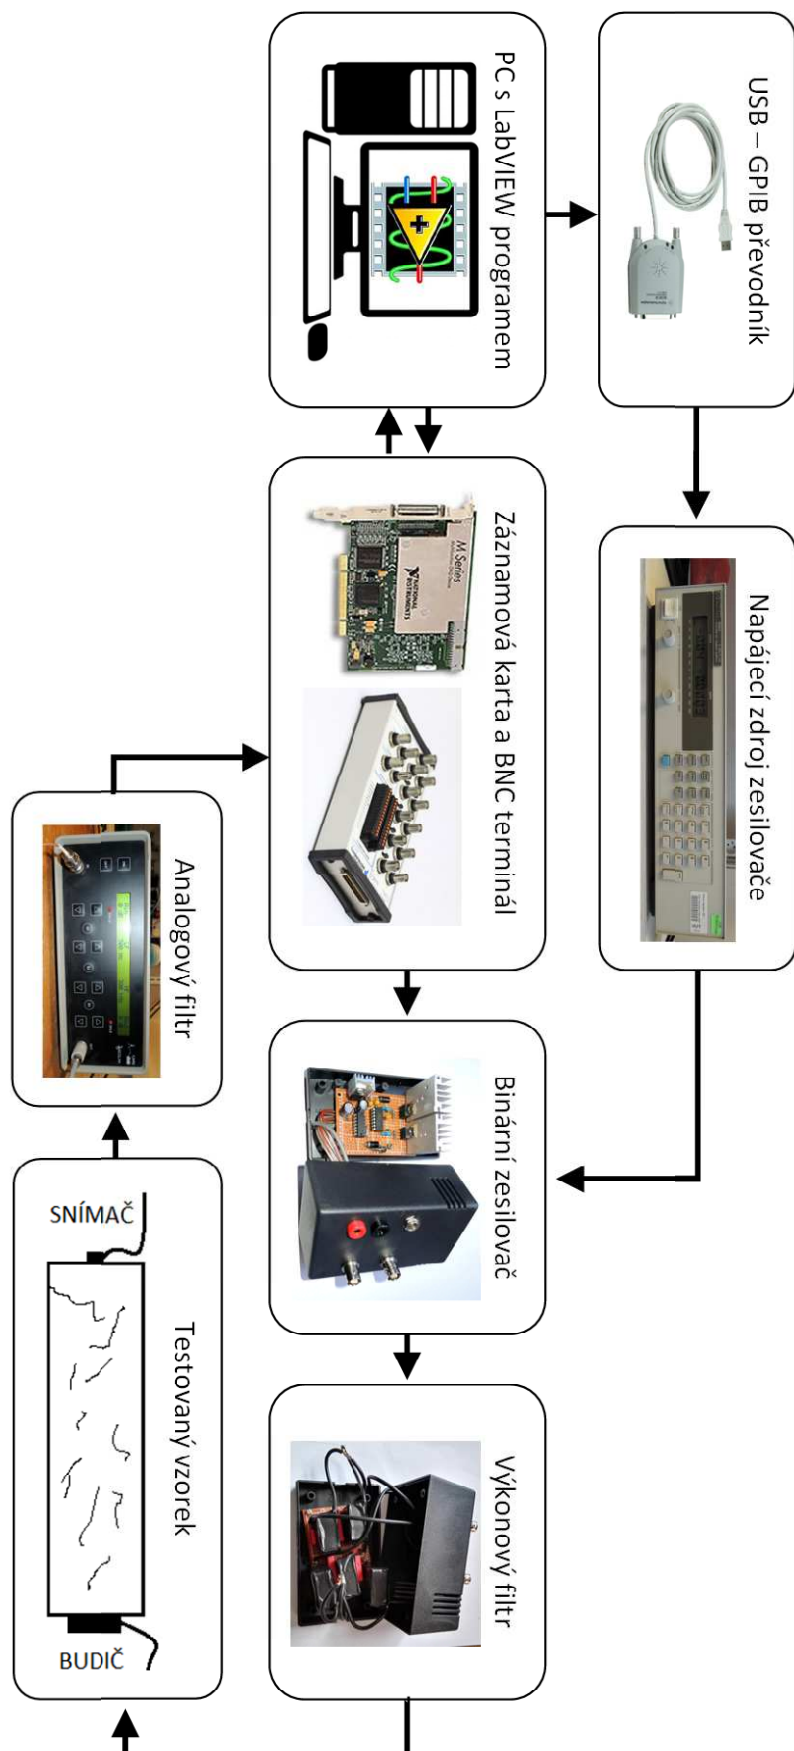 USB – GPIB převodník
Napájecí zdroj zesilovače
PC s LabVIEW programem
Záznamová karta a BNC terminál
M Series
NATIONAL
INSTRUMENTS
Binární zesilovač
Výkonový filtr
Analogový filtr
Testovaný vzorek
SNÍMAČ
BUDIČ